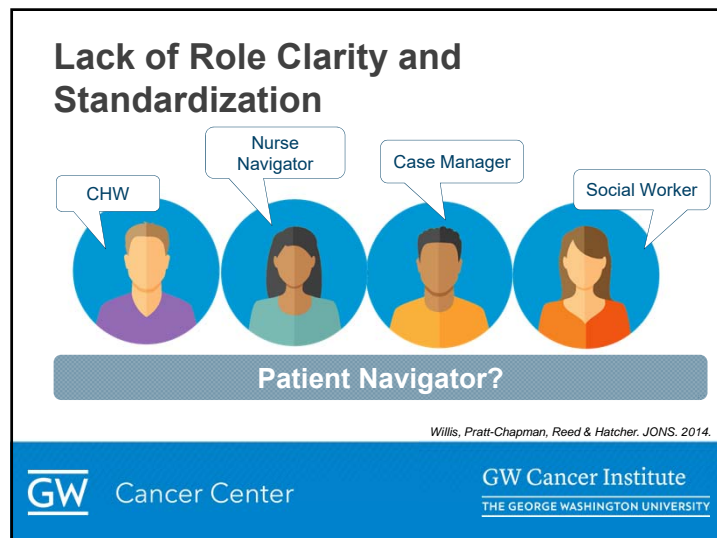 Lack of Role Clarity and
Standardization
CHW
Nurse
Navigator
Case Manager
Social Worker
Patient Navigator?
Willis, Pratt-Chapman, Reed & Hatcher. JONS. 2014.
GW Cancer Center
GW Cancer Institute
THE GEORGE WASHINGTON UNIVERSITY